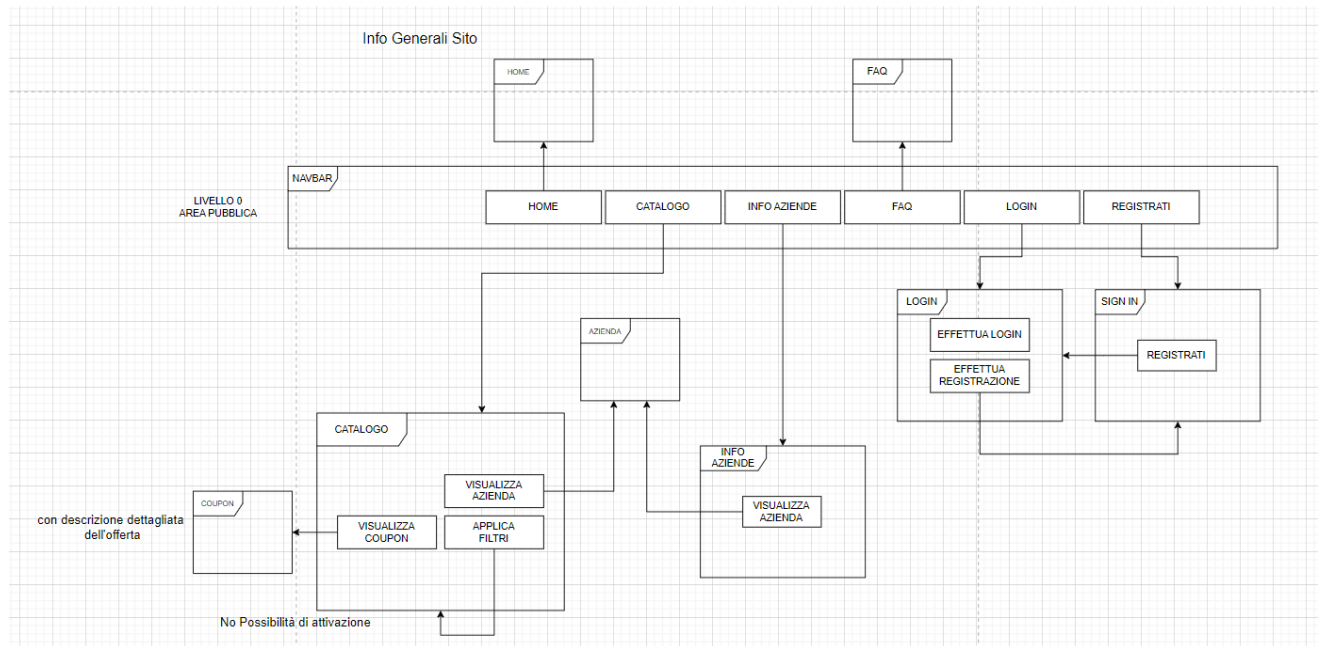 Info Generali Sito
HOME
FAQ
NAVBAR
LIVELLO 0
AREA PUBBLICA
HOME
CATALOGO
INFO AZIENDE
FAQ
LOGIN
REGISTRATI
LOGIN
EFFETTUA LOGIN
EFFETTUA
REGISTRAZIONE
SIGN IN
REGISTRATI
AZIENDA
CATALOGO
VISUALIZZA
AZIENDA
VISUALIZZA
COUPON
APPLICA
FILTRI
INFO
AZIENDE
VISUALIZZA
AZIENDA
COUPON
con descrizione dettagliata
dell'offerta
No Possibilità di attivazione